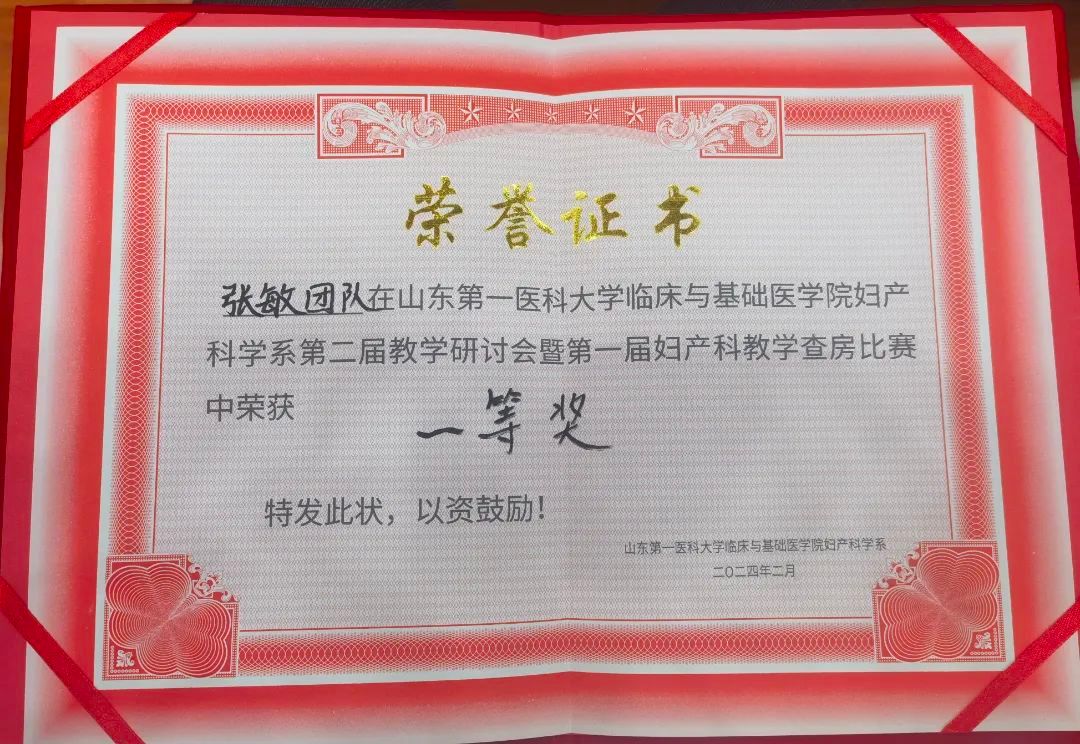 荣誉证书
张敏团队在山东第一医科大学临床与基础医学院妇产
科学系第二届教学研讨会暨第一届妇产科教学查房比赛
中荣获
一等奖
特发此状，以资鼓励！
山东第一医科大学临床与基础医学院妇产科学系
二〇二四年二月